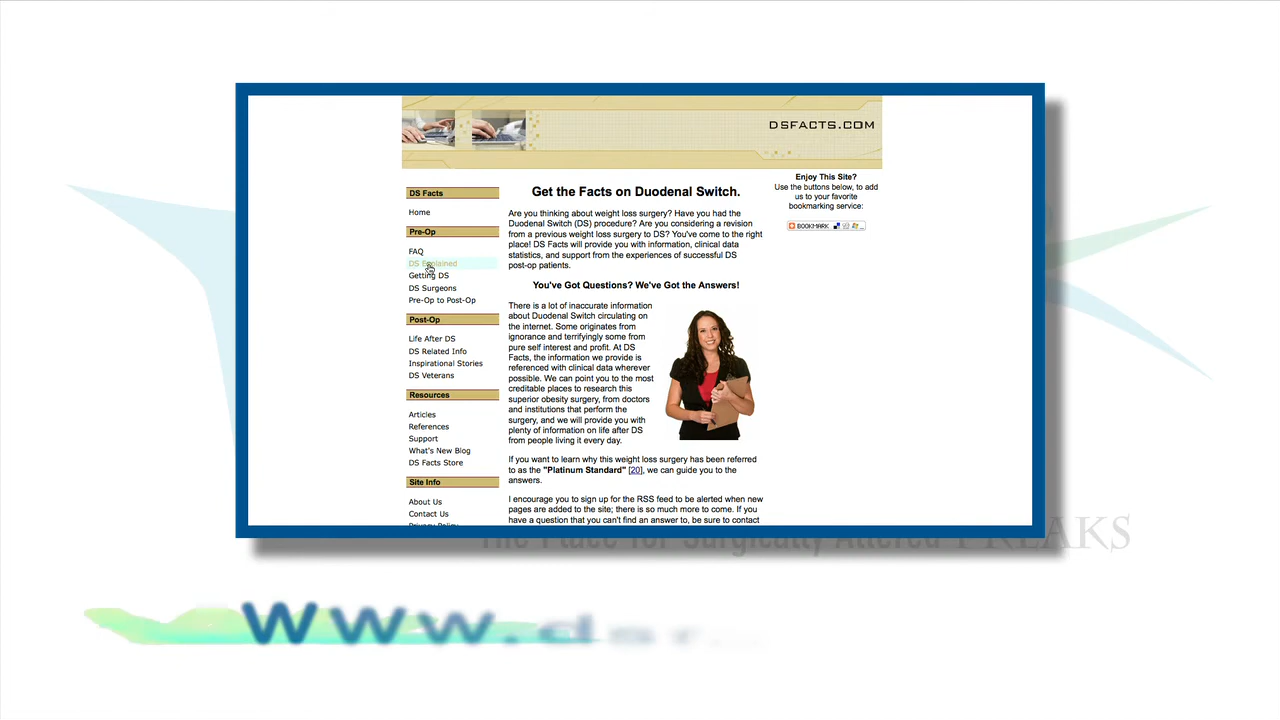 DSFACTS.COM
DS Facts
Home
Pre-Op
FAQ
DS Explained
Getting DS
DS Surgeons
Pre-Op to Post-Op
Post-Op
Life After DS
DS Related Info
Inspirational Stories
DS Veterans
Resources
Articles
References
Support
What's New Blog
DS Facts Store
Site Info
About Us
Contact Us
Privacy Policy
Get the Facts on Duodenal Switch.
Are you thinking about weight loss surgery? Have you had the
Duodenal Switch (DS) procedure? Are you considering a revision
from a previous weight loss surgery to DS? You've come to the right
place! DS Facts will provide you with information, clinical data
statistics, and support from the experiences of successful DS
post-op patients.
You've Got Questions? We've Got the Answers!
There is a lot of inaccurate information
about Duodenal Switch circulating on
the internet. Some originates from
ignorance and terrifyingly some from
pure self interest and profit. At DS
Facts, the information we provide is
referenced with clinical data wherever
possible. We can point you to the most
creditable places to research this
superior obesity surgery, from doctors
and institutions that perform the
surgery, and we will provide you with
plenty of information on life after DS
from people living it every day.
If you want to learn why this weight loss surgery has been referred
to as the "Platinum Standard" [20], we can guide you to the
answers.
I encourage you to sign up for the RSS feed to be alerted when new
pages are added to the site; there is so much more to come. If you
have a question that you can't find an answer to, be sure to contact
Enjoy This Site?
Use the buttons below, to add
us to your favorite
bookmarking service:
BOOKMARK
The Place for Surgically Altered FREAKS
www.ds